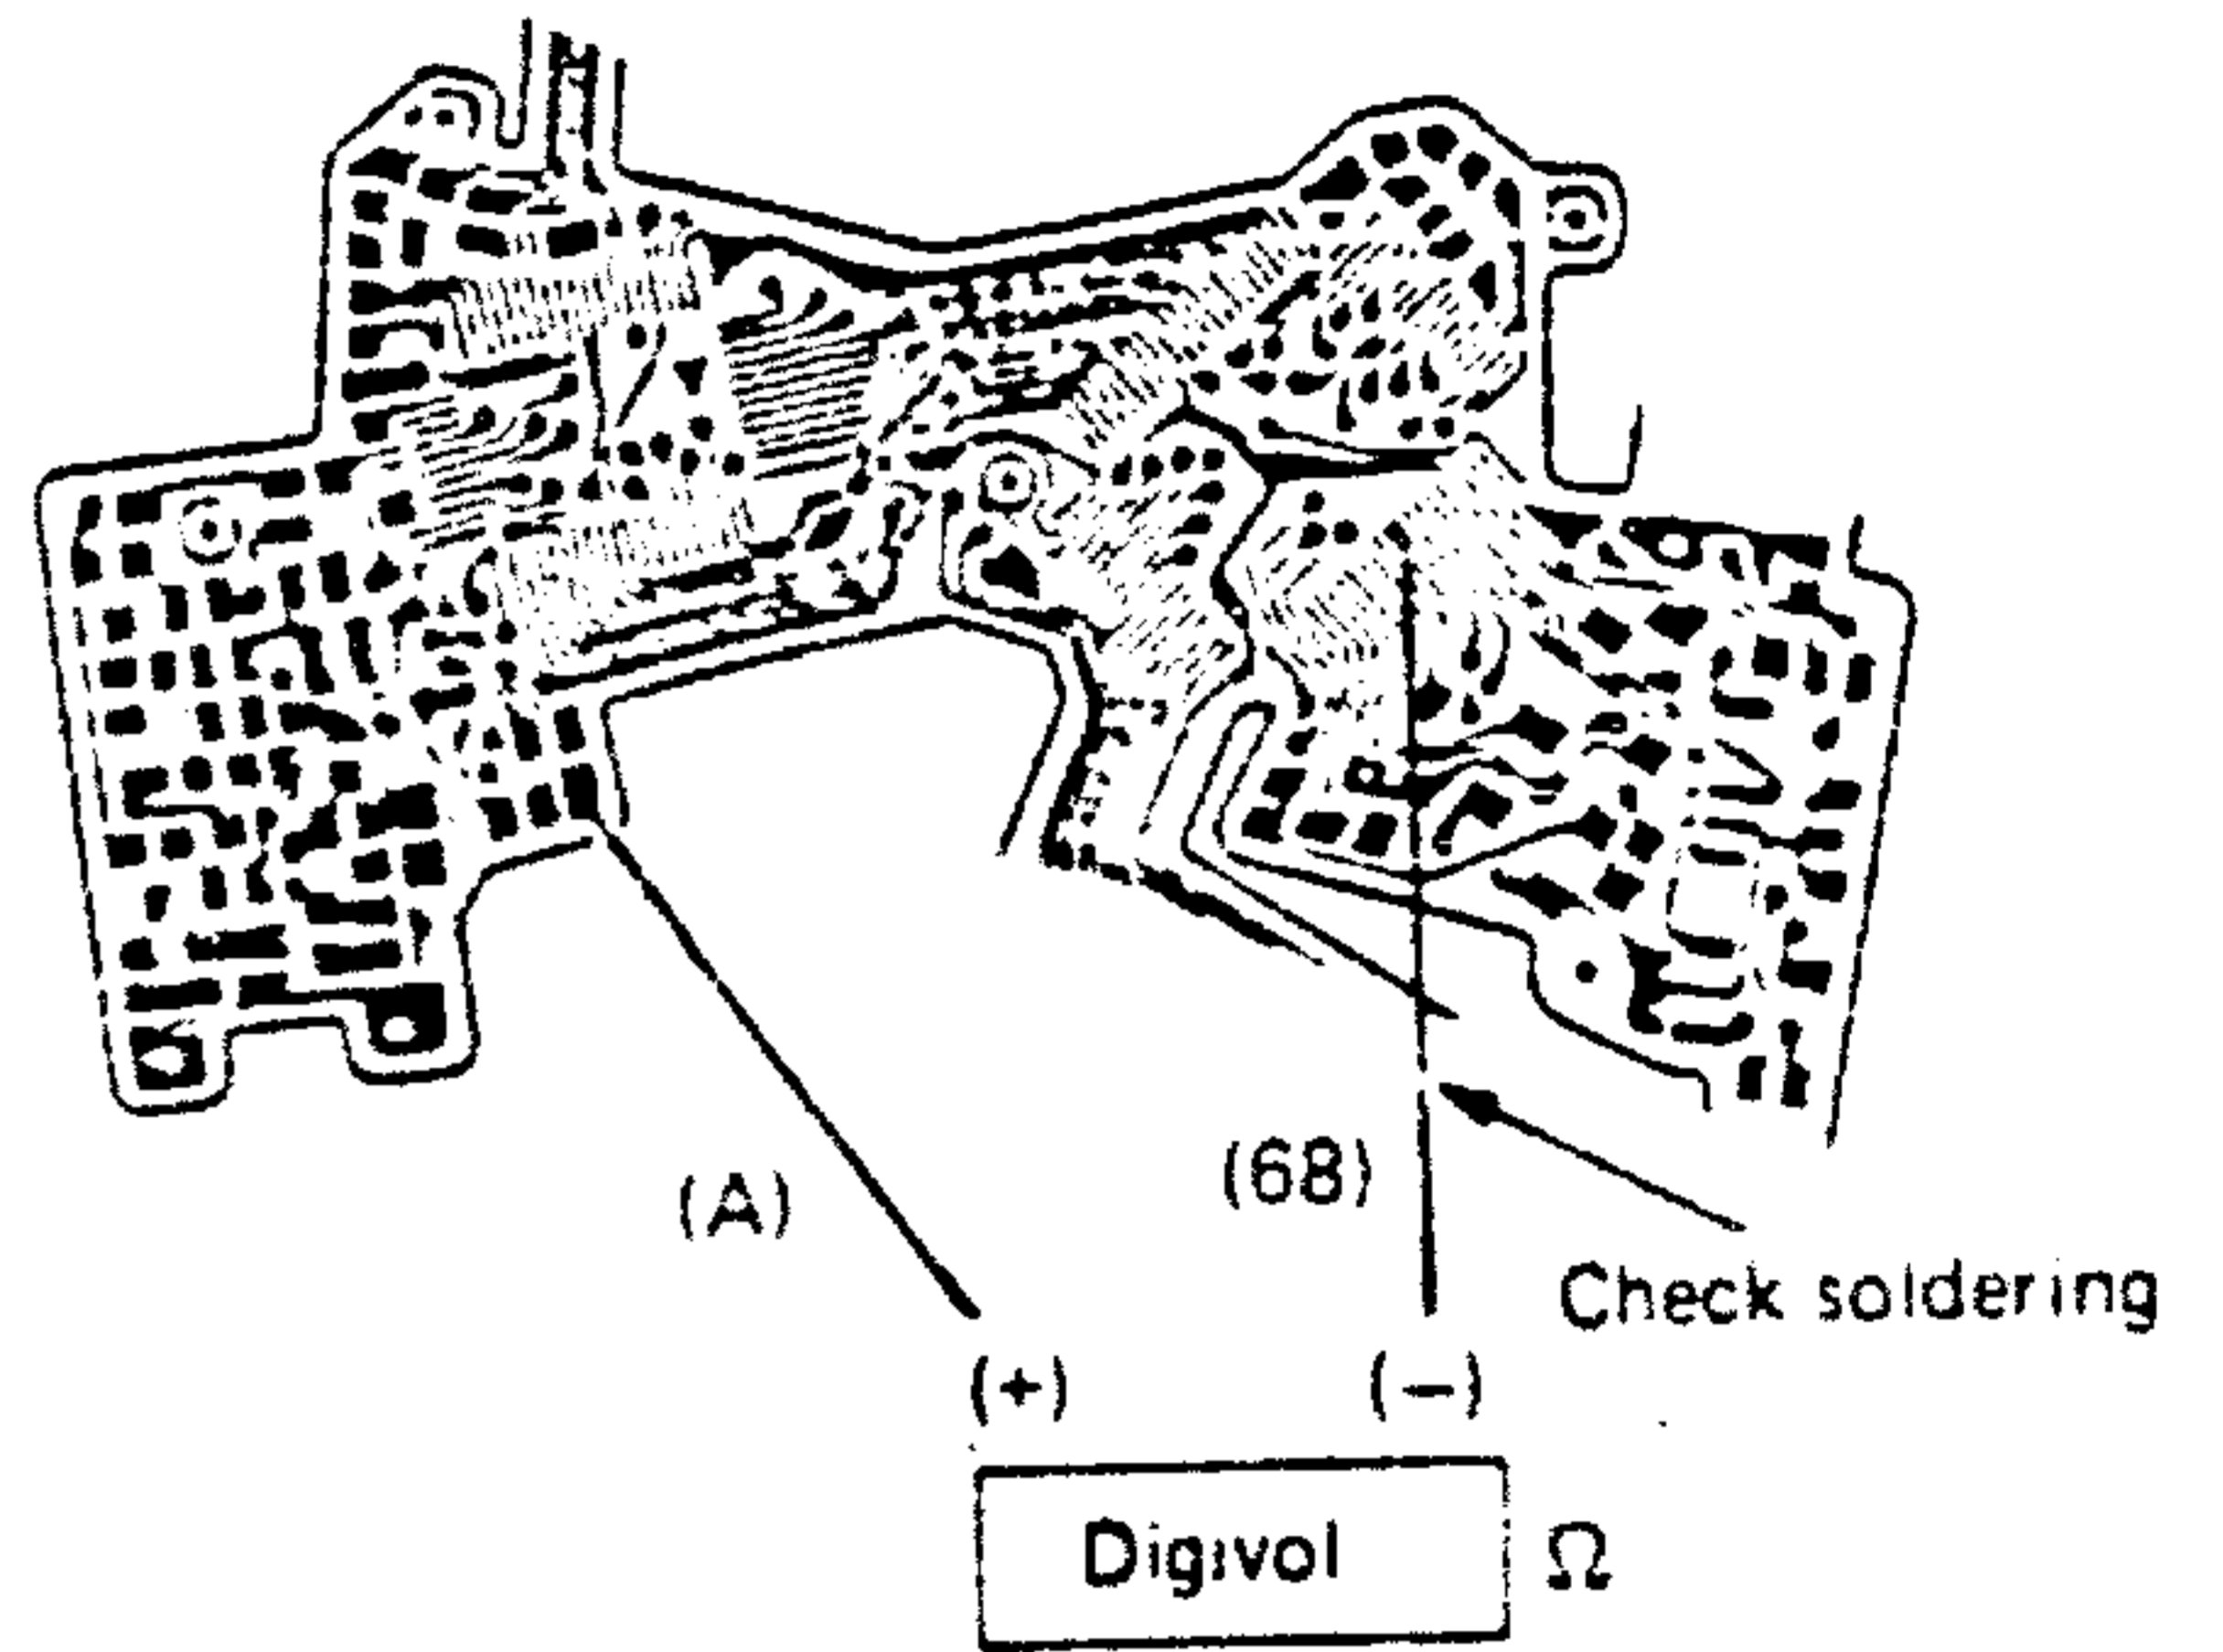 (A)
(68)
Check soldering
(+)
(−)
Digivol
Ω